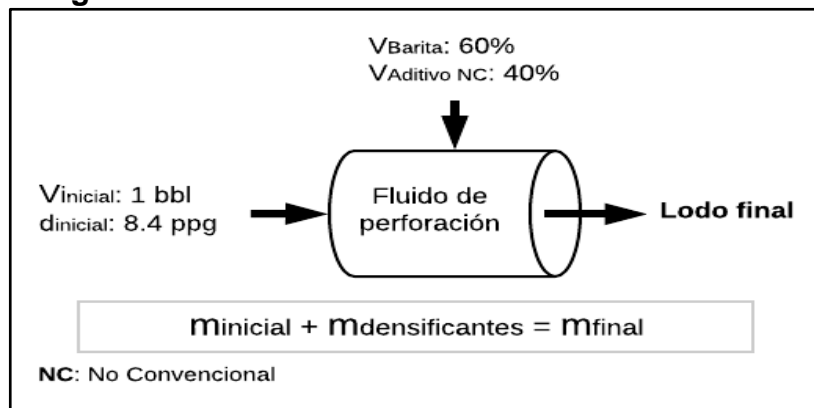 VBarita: 60%
VAditivo NC: 40%
Vinicial: 1 bbl
dinicial: 8.4 ppg
Fluido de
perforación
Lodo final
minicial + mdensificantes = mfinal
NC: No Convencional